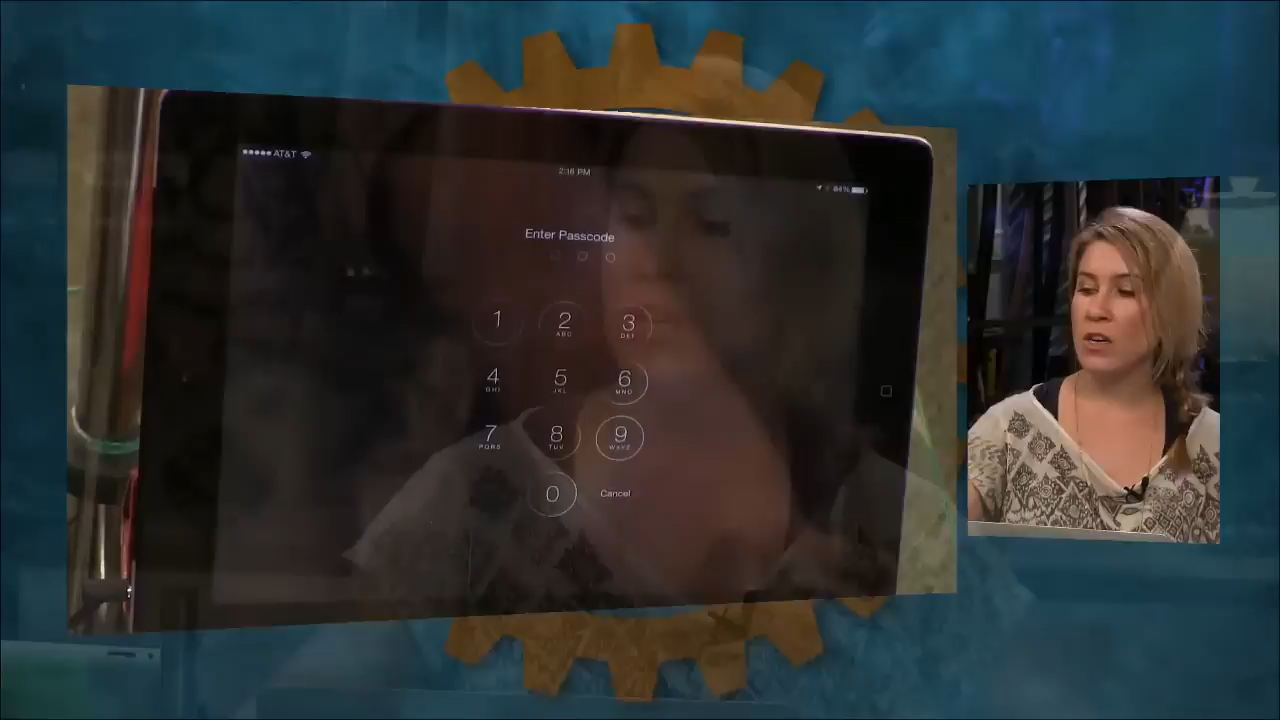 ●●●●● AT&T
2:16 PM
84%
Enter Passcode
1
2
ABC
3
DEF
4
GHI
5
JKL
6
MNO
7
PQRS
8
TUV
9
WXYZ
0
Cancel